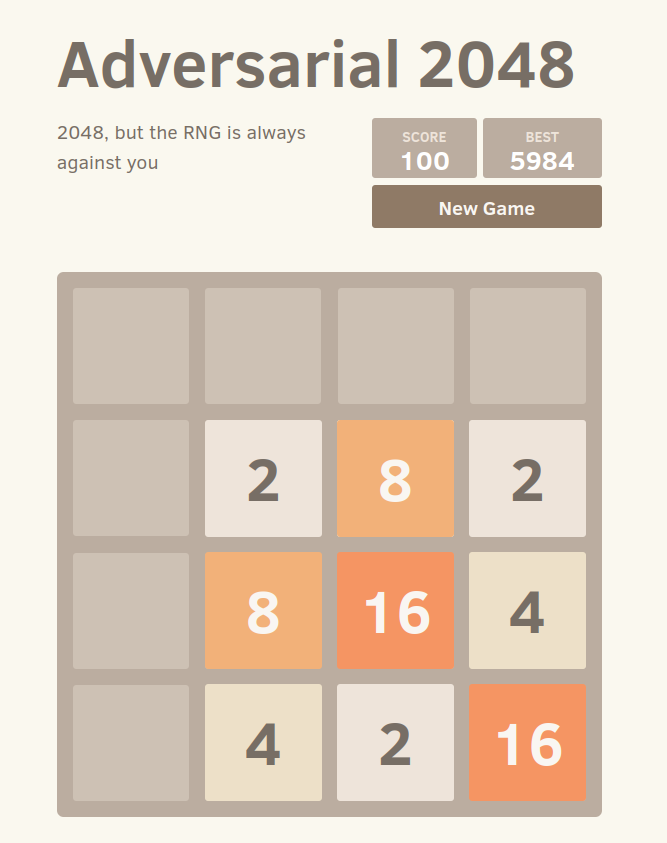 Adversarial 2048
2048, but the RNG is always
against you
SCORE
100
BEST
5984
New Game
2 8 2
8 16 4
4 2 16